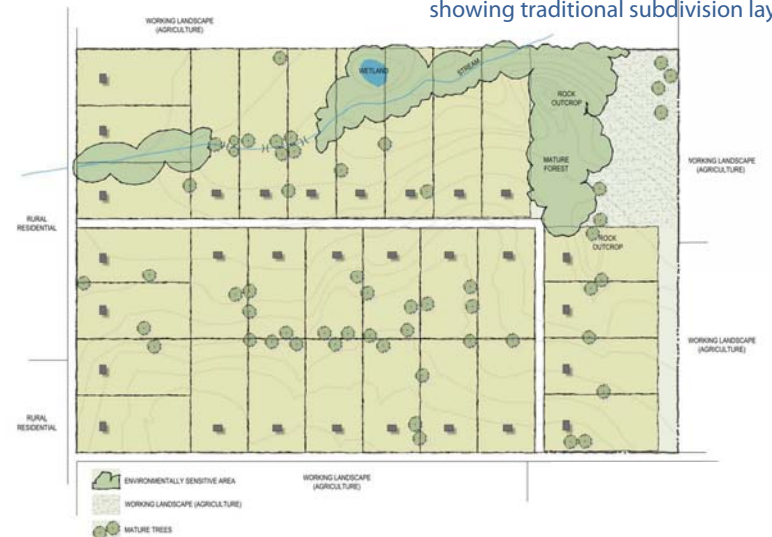 showing traditional subdivision lay
WORKING LANDSCAPE
(AGRICULTURE)
WETLAND
STREAM
ROCK
OUTCROP
MATURE
FOREST
WORKING LANDSCAPE
(AGRICULTURE)
RURAL
RESIDENTIAL
ROCK
OUTCROP
WORKING LANDSCAPE
(AGRICULTURE)
RURAL
RESIDENTIAL
ENVIRONMENTALLY SENSITIVE AREA
WORKING LANDSCAPE
(AGRICULTURE)
WORKING LANDSCAPE (AGRICULTURE)
MATURE TREES